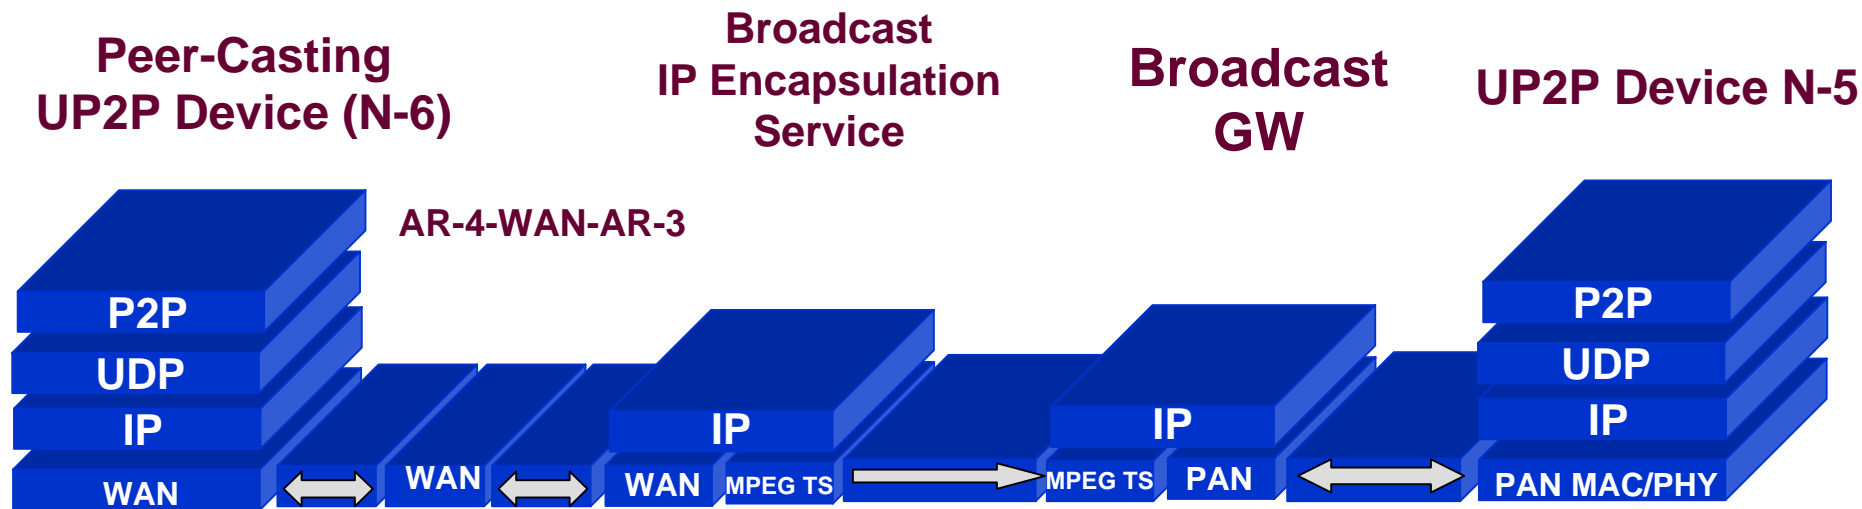 Peer-Casting
UP2P Device (N-6)
Broadcast
IP Encapsulation
Service
Broadcast
GW
UP2P Device N-5
AR-4-WAN-AR-3
P2P
UDP
IP
WAN
WAN
IP
WAN
MPEG TS
IP
MPEG TS
PAN
P2P
UDP
IP
PAN MAC/PHY